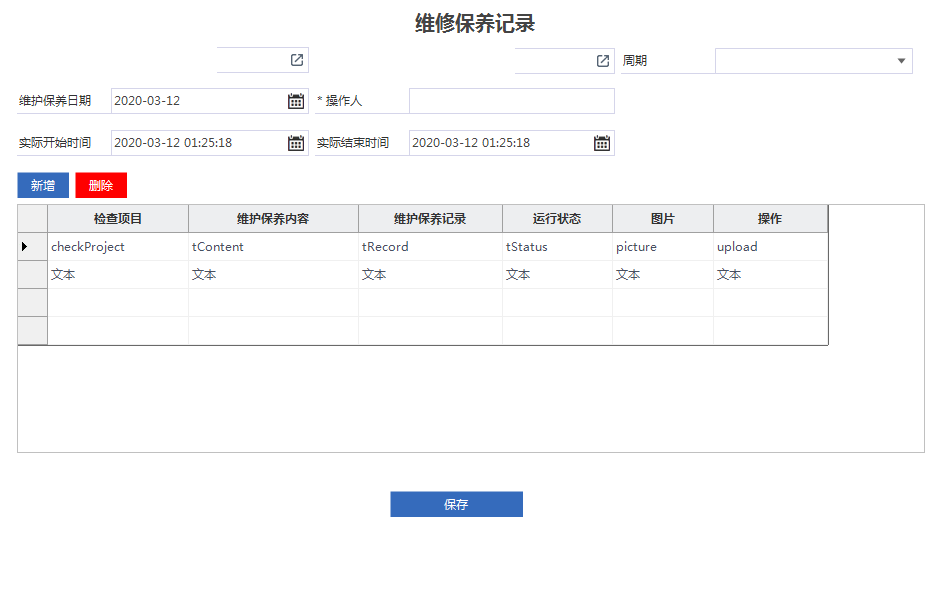 维修保养记录
周期
维护保养日期 2020-03-12 * 操作人
实际开始时间 2020-03-12 01:25:18 实际结束时间 2020-03-12 01:25:18
新增 删除
检查项目 维护保养内容 维护保养记录 运行状态 图片 操作
checkProject tContent tRecord tStatus picture upload
文本 文本 文本 文本 文本 文本
保存